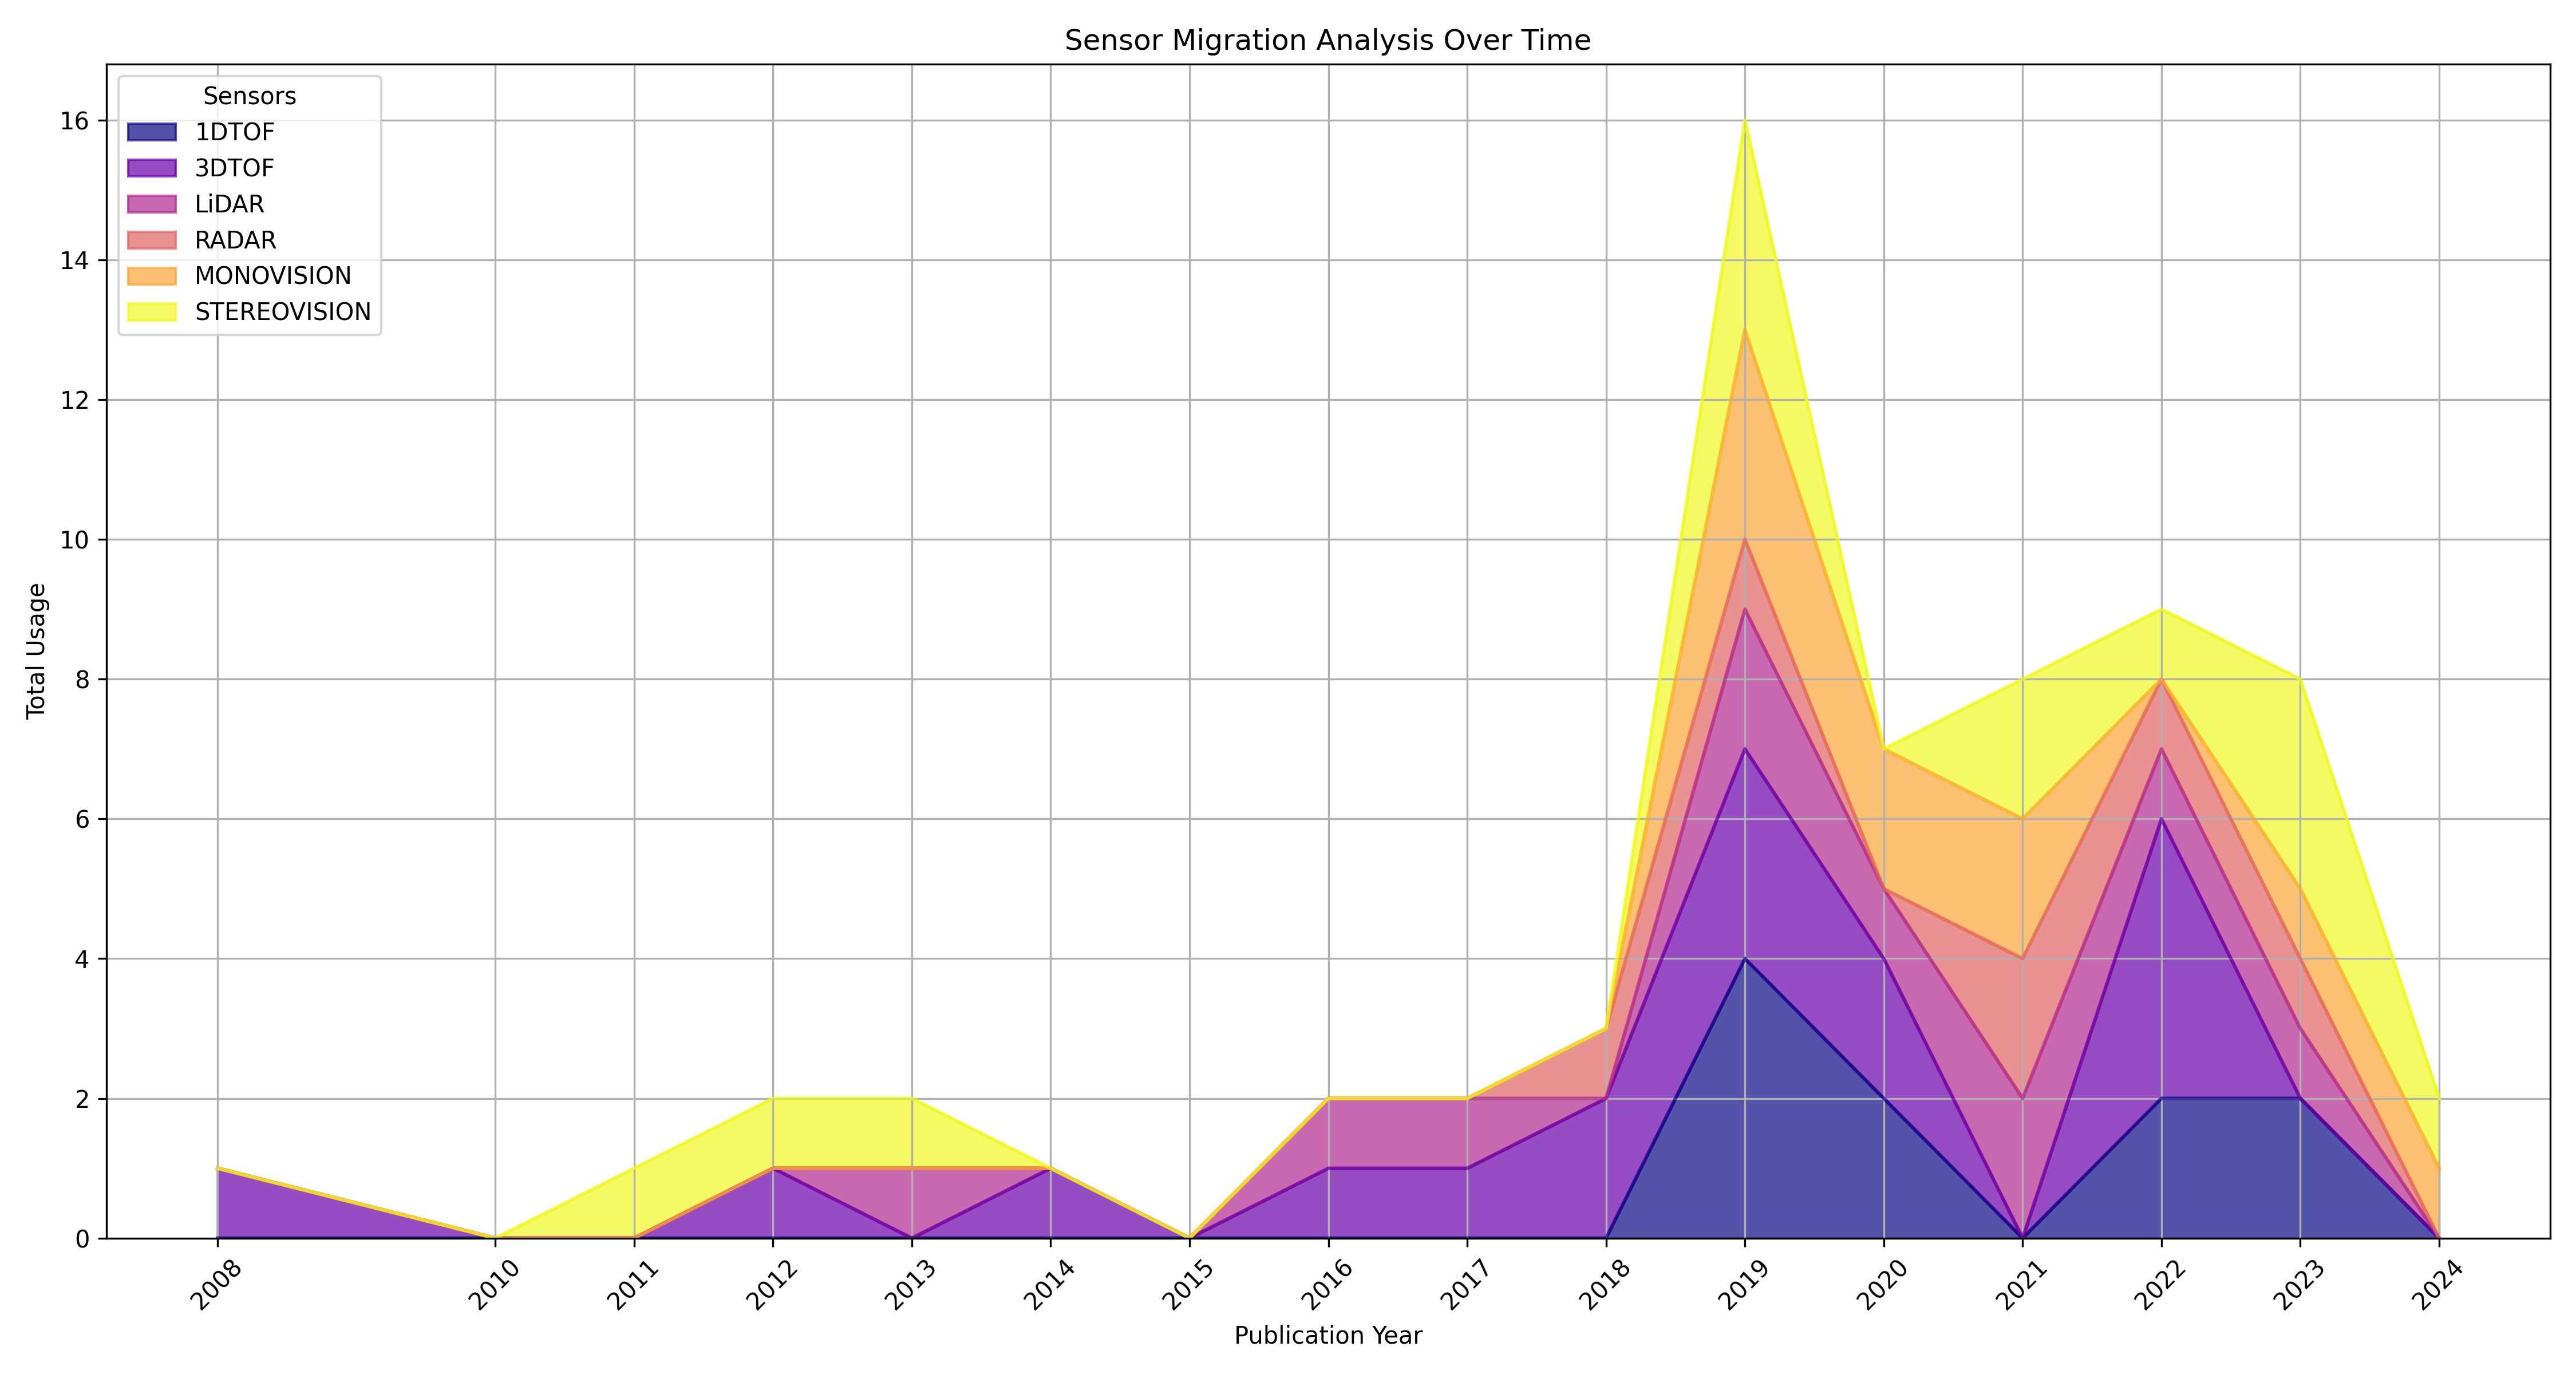 Sensor Migration Analysis Over Time
Sensors
1DTOF
3DTOF
LiDAR
RADAR
MONOVISION
STEREOVISION
Total Usage
16
14
12
10
8
6
4
2
0
2008
2010
2011
2012
2013
2014
2015
2016
2017
2018
2019
2020
2021
2022
2023
2024
Publication Year